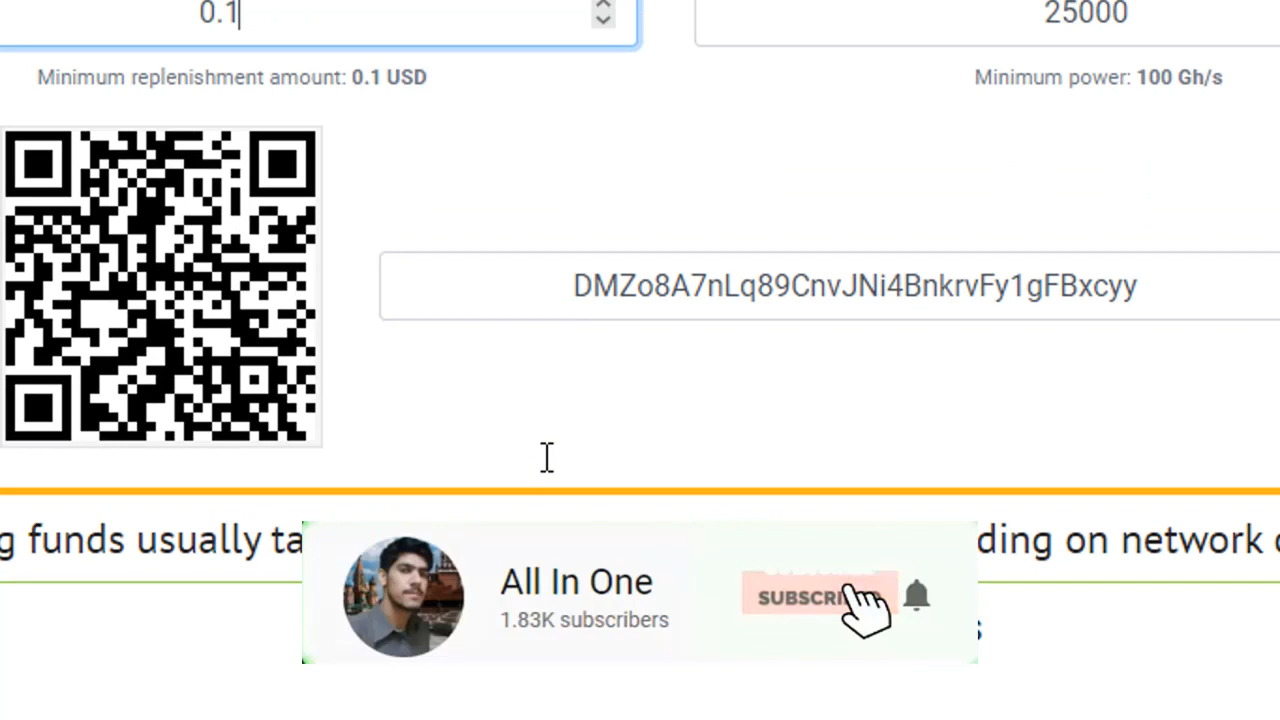 0.1
25000
Minimum replenishment amount: 0.1 USD
Minimum power: 100 Gh/s
DMZo8A7nLq89CnvJNi4BnkrvFy1gFBxcyy
g funds usually ta
ding on network
All In One
SUBSCRIBED
1.83K subscribers